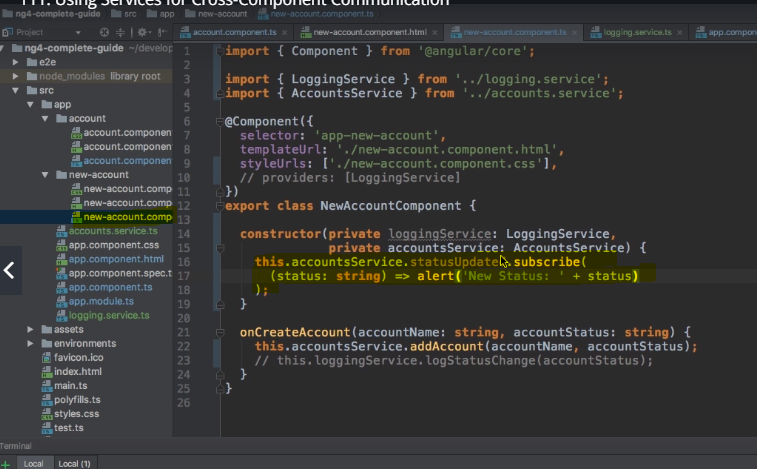 111. Using Services for Cross-Component Communication
ng4-complete-guide src app new-account new-account.component.ts
Project account.component.ts × new-account.component.html × new-account.component.ts × logging.service.ts × app.compon
ng4-complete-guide ~/develop
e2e
node_modules library root
src
app
account
account.componen
account.componen
account.componen
new-account
new-account.comp
new-account.comp
new-account.comp
accounts.service.ts
app.component.css
app.component.html
app.component.spec.t
app.component.ts
app.module.ts
logging.service.ts
assets
environments
favicon.ico
index.html
main.ts
polyfills.ts
styles.css
test.ts
1 import { Component } from '@angular/core';
2
3 import { LoggingService } from '../logging.service';
4 import { AccountsService } from '../accounts.service';
5
6 @Component({
7 selector: 'app-new-account',
8 templateUrl: './new-account.component.html',
9 styleUrls: ['./new-account.component.css'],
10 // providers: [LoggingService]
11 })
12 export class NewAccountComponent {
13
14 constructor(private loggingService: LoggingService,
15 private accountsService: AccountsService) {
16 this.accountsService.statusUpdated.subscribe(
17 (status: string) => alert('New Status: ' + status)
18 );
19 }
20
21 onCreateAccount(accountName: string, accountStatus: string) {
22 this.accountsService.addAccount(accountName, accountStatus);
23 // this.loggingService.logStatusChange(accountStatus);
24 }
25 }
26
Terminal
+ Local Local (1)